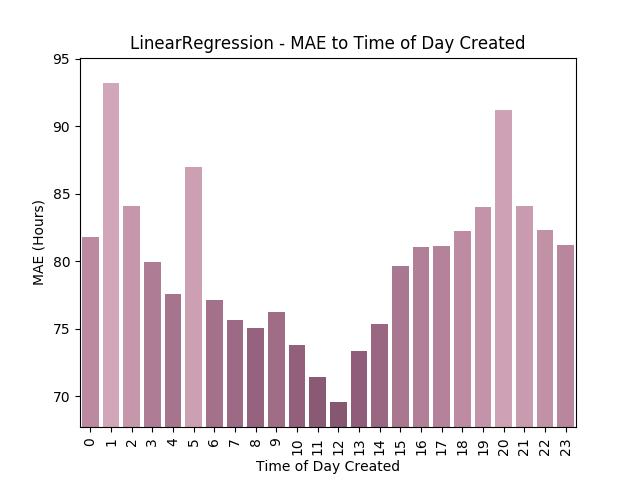 LinearRegression - MAE to Time of Day Created
95
90
85
80
75
70
MAE (Hours)
0 1 2 3 4 5 6 7 8 9 10 11 12 13 14 15 16 17 18 19 20 21 22 23
Time of Day Created